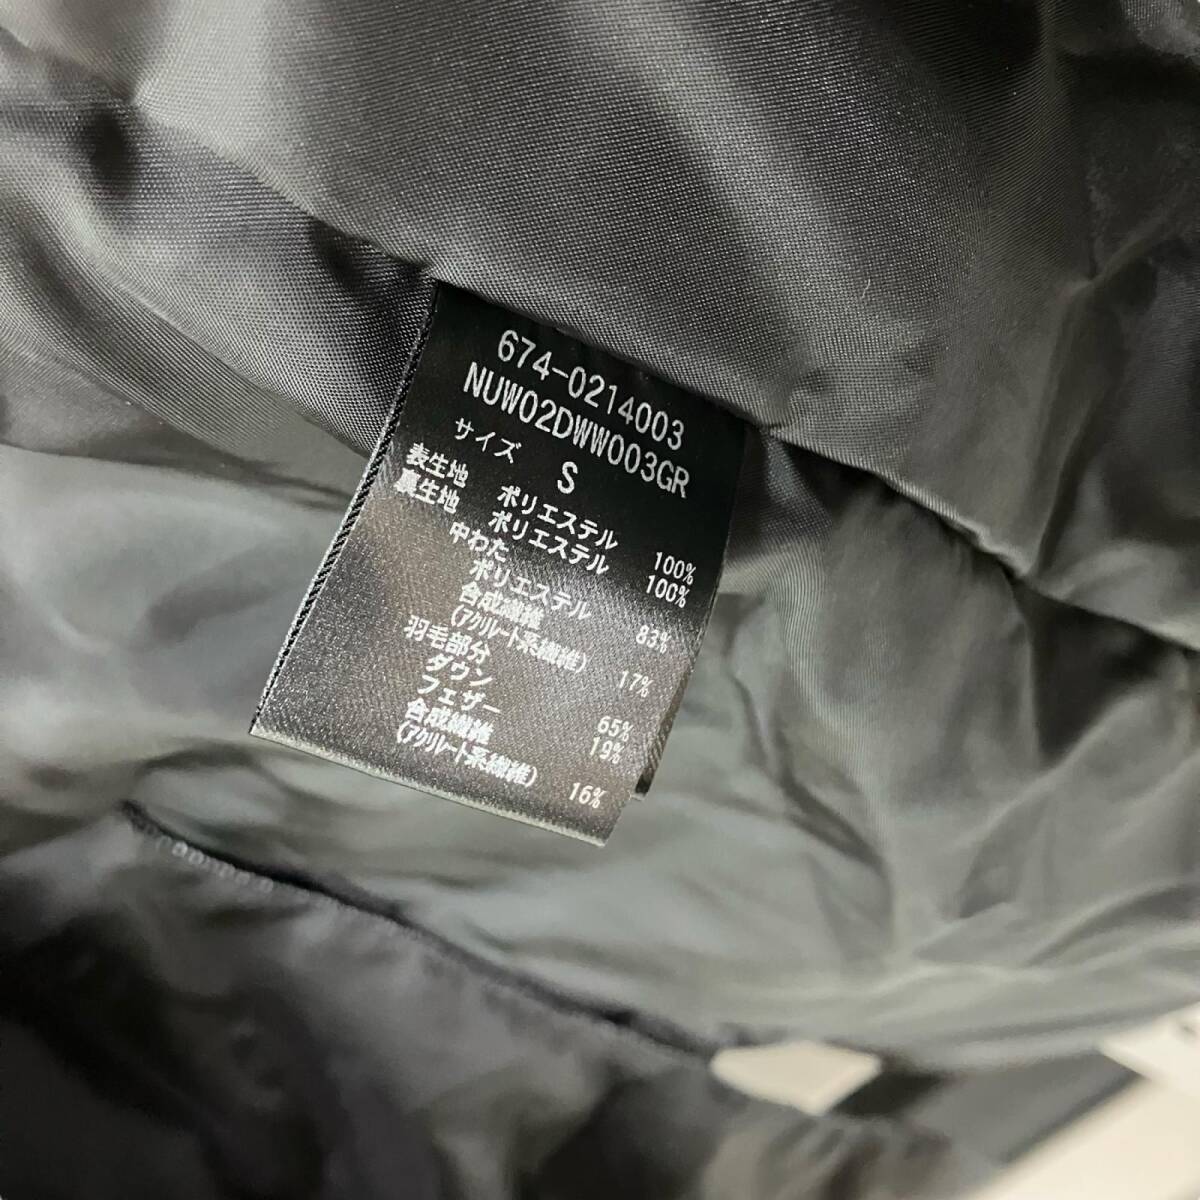 674-0214003
NUW02DWW003GR
サイズ S
表生地 ポリエステル 100%
裏生地 ポリエステル 100%
中わた
ポリエステル 83%
合成繊維
(アクリレート系繊維) 17%
羽毛部分
ダウン 65%
フェザー 19%
合成繊維
(アクリレート系繊維) 16%